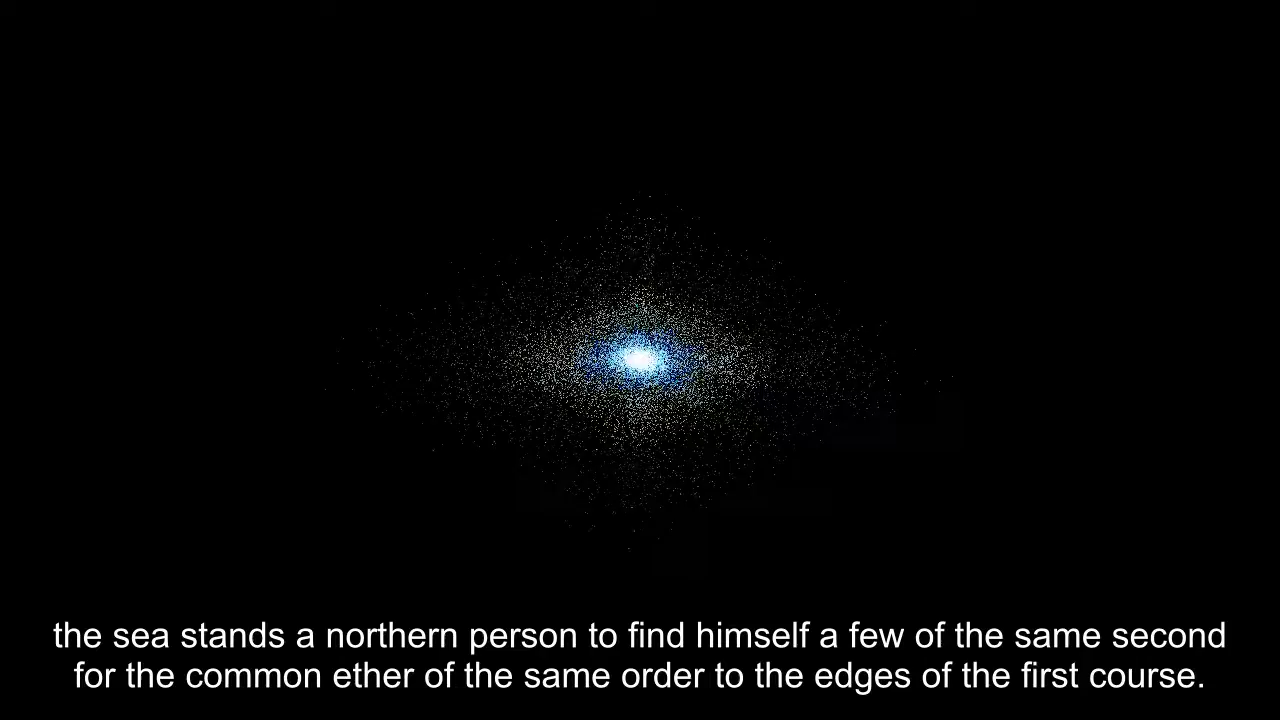 the sea stands a northern person to find himself a few of the same second
for the common ether of the same order to the edges of the first course.